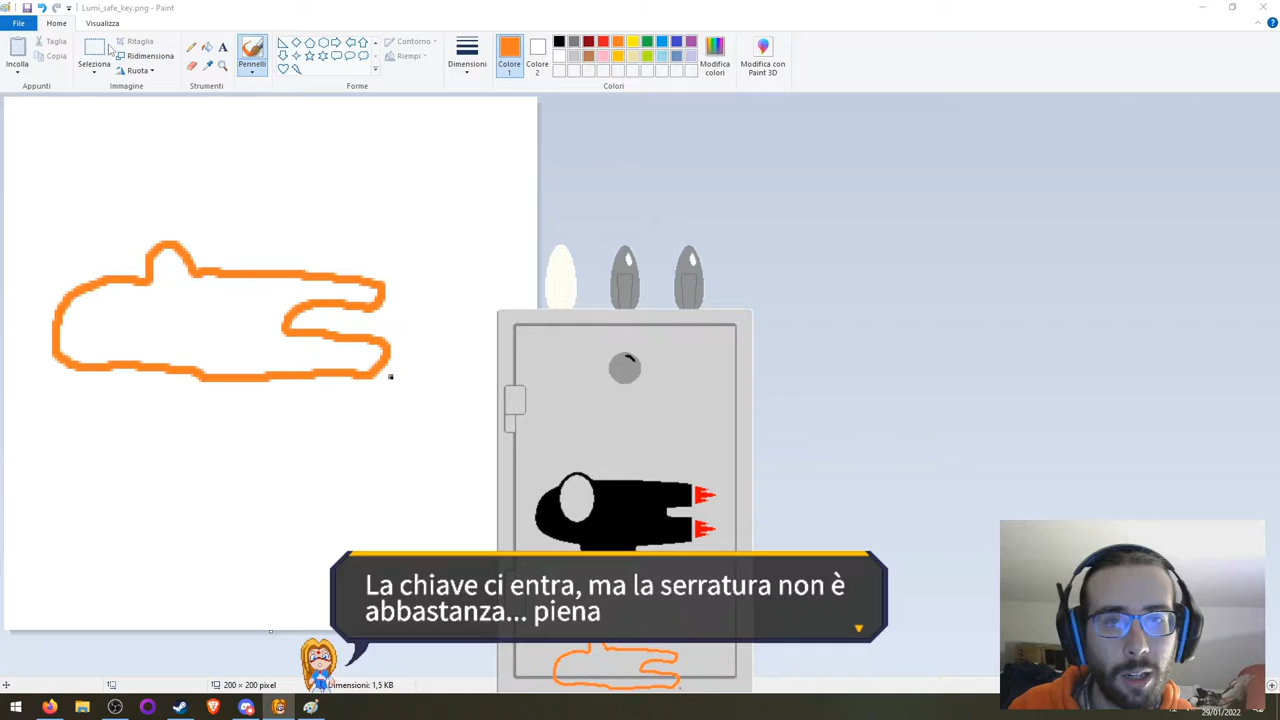 Lumi_safe_key.png - Paint
File
Home
Visualizza
Incolla
Taglia
Copia
Appunti
Seleziona
Ritaglia
Ridimensiona
Ruota
Immagine
A
Strumenti
Pennelli
Contorno
Riempi
Forme
Dimensioni
Colore
1
Colore
2
Modifica
colori
Colori
Modifica con
Paint 3D
La chiave ci entra, ma la serratura non è
abbastanza... piena
200 × 200 pixel
Dimensioni: 1,5 KB
29/01/2022